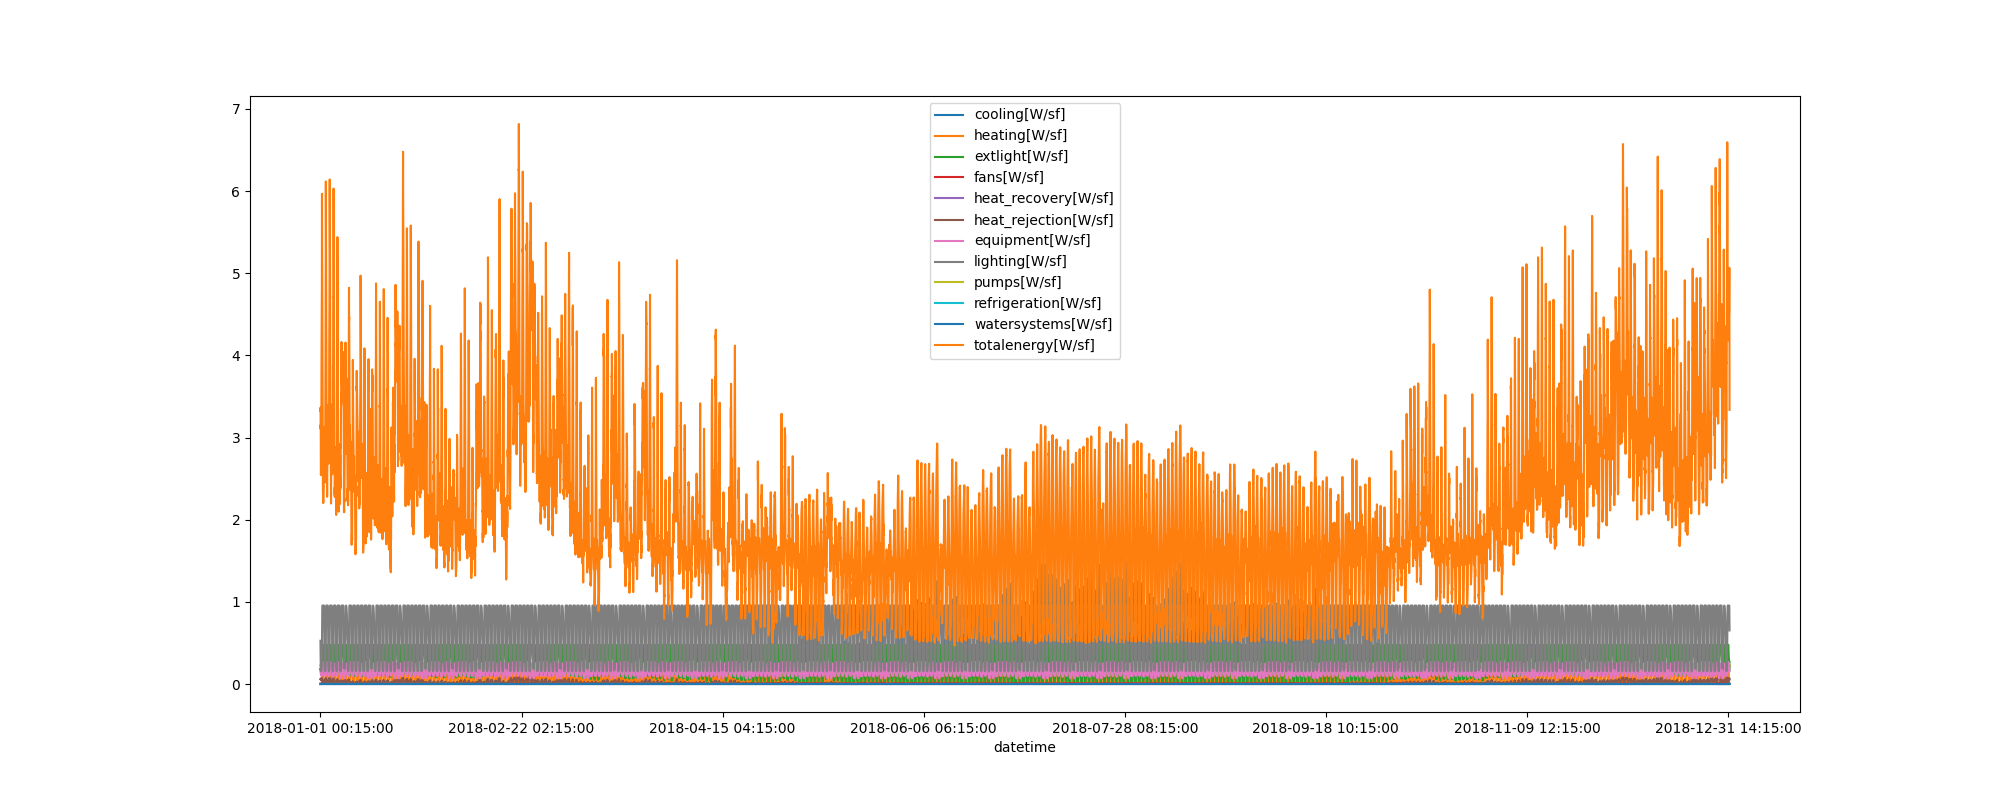 7
6
5
4
3
2
1
0
cooling[W/sf]
heating[W/sf]
extlight[W/sf]
fans[W/sf]
heat_recovery[W/sf]
heat_rejection[W/sf]
equipment[W/sf]
lighting[W/sf]
pumps[W/sf]
refrigeration[W/sf]
watersystems[W/sf]
totalenergy[W/sf]
2018-01-01 00:15:00 2018-02-22 02:15:00 2018-04-15 04:15:00 2018-06-06 06:15:00 2018-07-28 08:15:00 2018-09-18 10:15:00 2018-11-09 12:15:00 2018-12-31 14:15:00
datetime